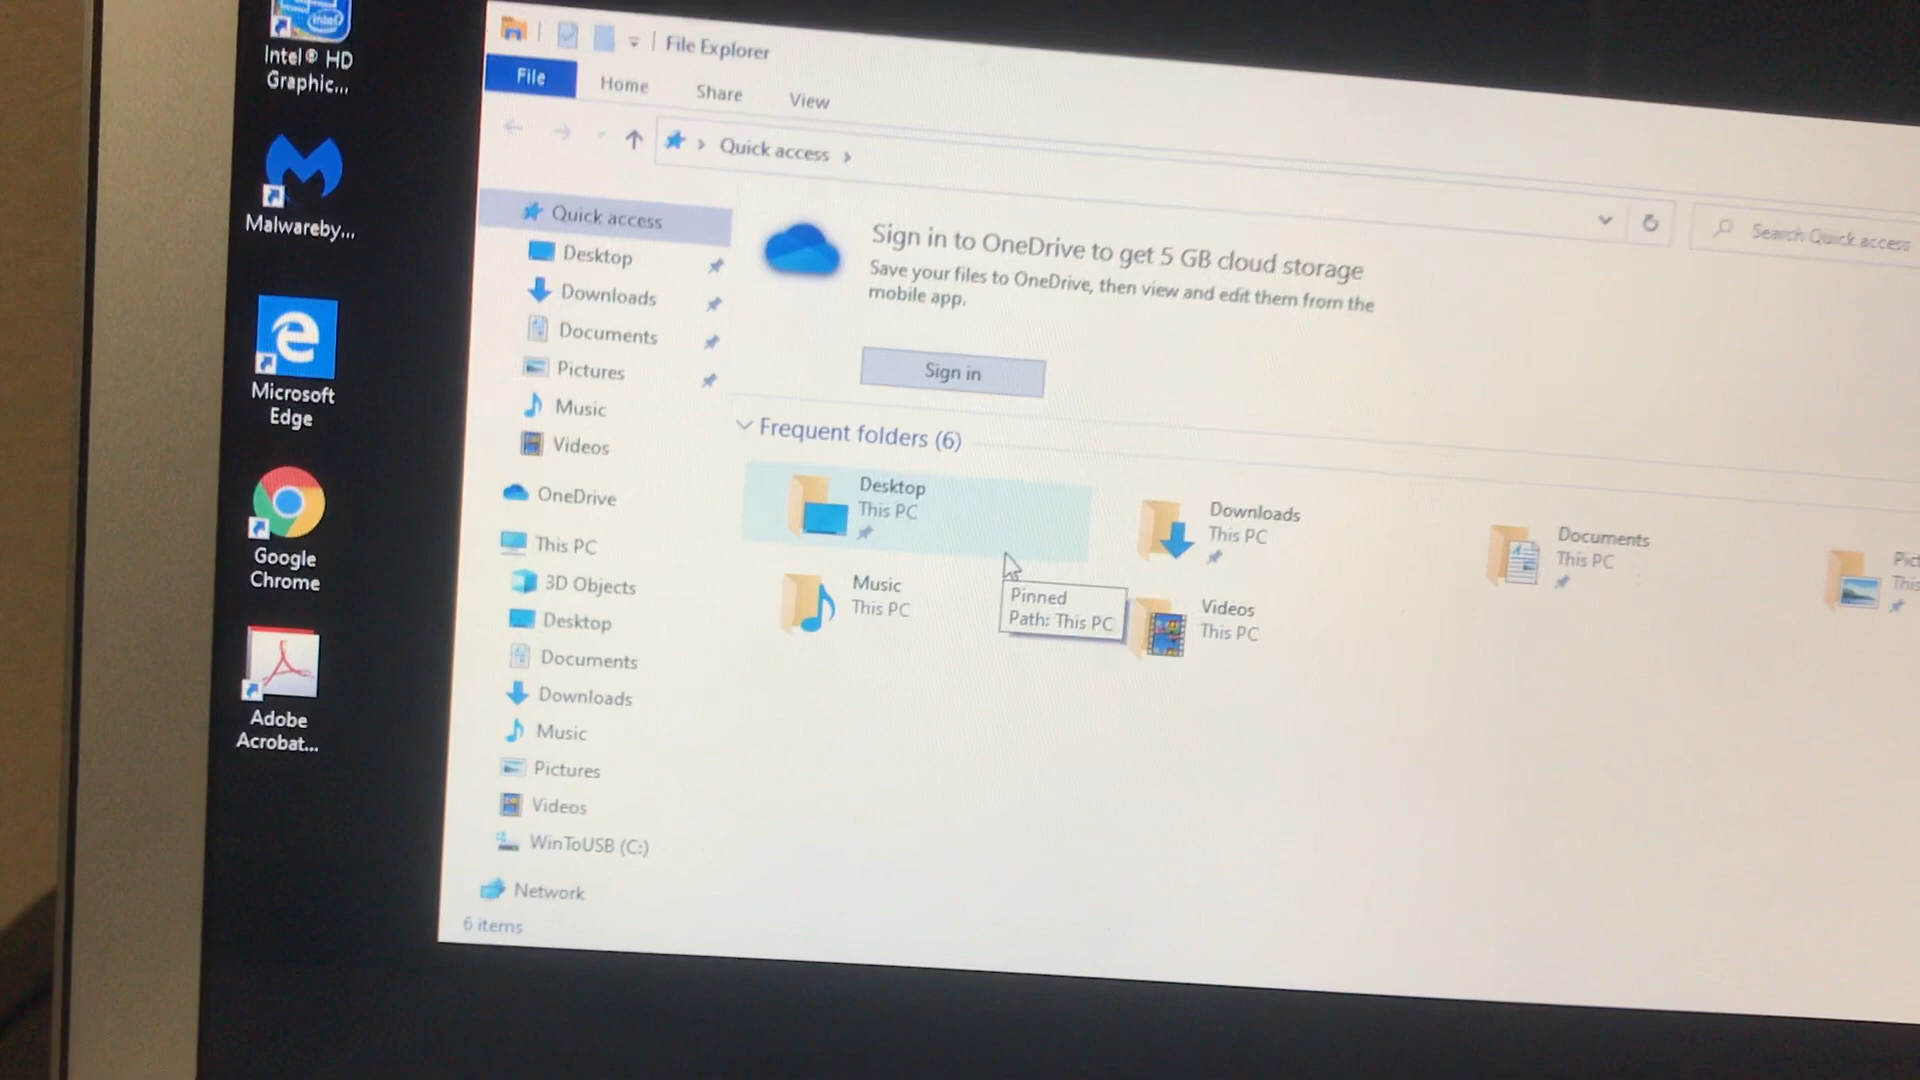 intel
Intel® HD
Graphic...
Malwareby...
Microsoft
Edge
Google
Chrome
Adobe
Acrobat...
File Explorer
File
Home
Share
View
Quick access
Search Quick access
Quick access
Desktop
Downloads
Documents
Pictures
Music
Videos
OneDrive
This PC
3D Objects
Desktop
Documents
Downloads
Music
Pictures
Videos
WinToUSB (C:)
Network
6 items
Sign in to OneDrive to get 5 GB cloud storage
Save your files to OneDrive, then view and edit them from the
mobile app.
Sign in
Frequent folders (6)
Desktop
This PC
Downloads
This PC
Documents
This PC
Pict
This
Music
This PC
Pinned
Path: This PC
Videos
This PC